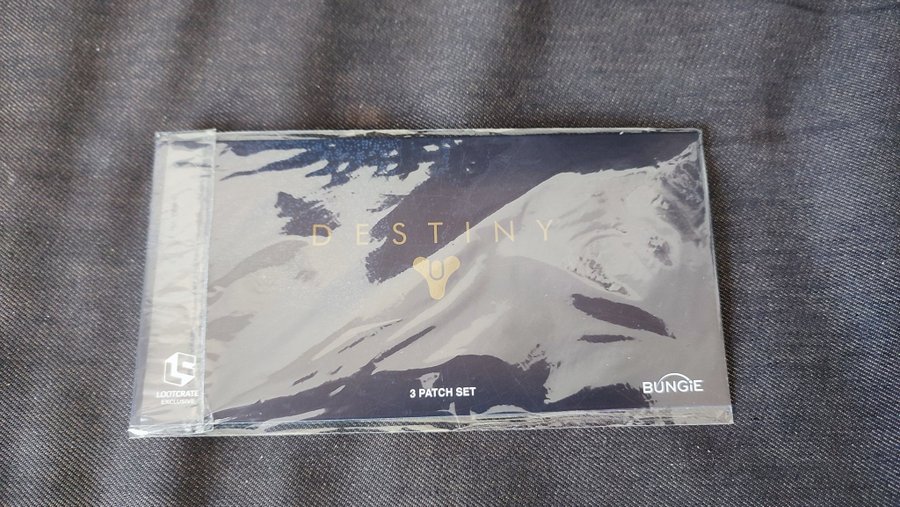 DESTINY
3 PATCH SET
LOOTCRATE
EXCLUSIVE
BUNGiE